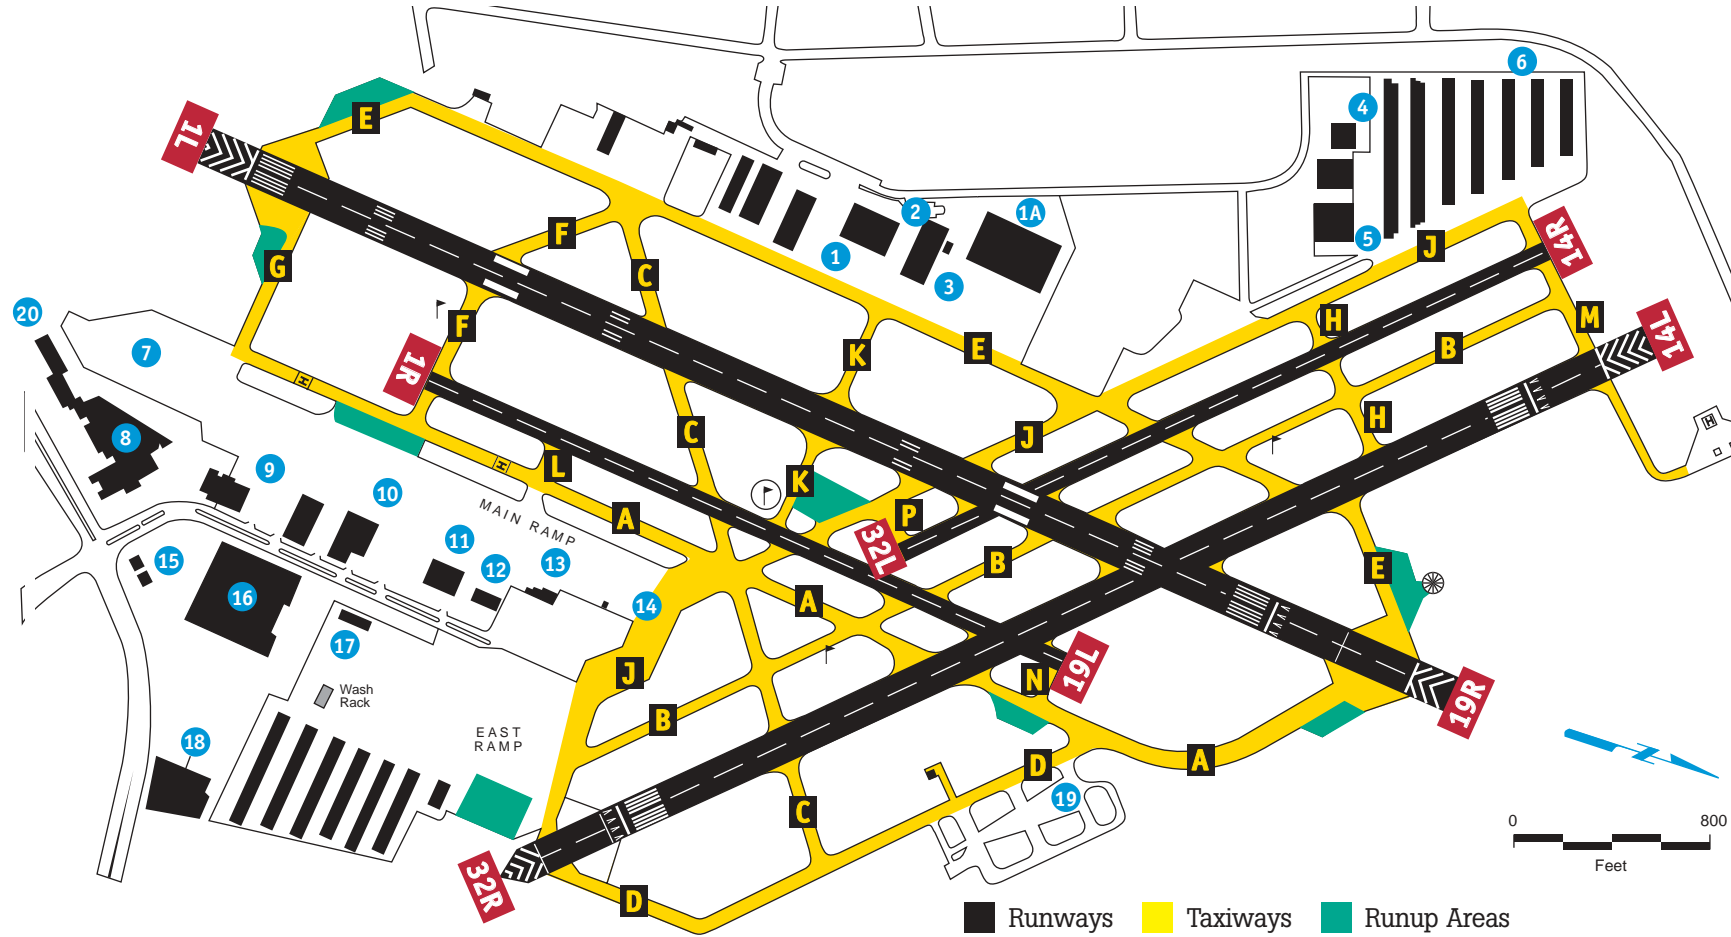 6
4
E
1L
2
1A
F
14R
J
5
1
C
G
3
20
H
M
F
7
K
E
B
14L
1R
H
H
C
J
8
9
L
K
10
MAIN RAMP
A
P
H
11
32L
B
15
12
13
E
16
A
14
17
J
N
19L
Wash
Rack
19R
B
EAST
RAMP
18
A
D
19
C
0
800
Feet
32R
D
Runways
Taxiways
Runup Areas